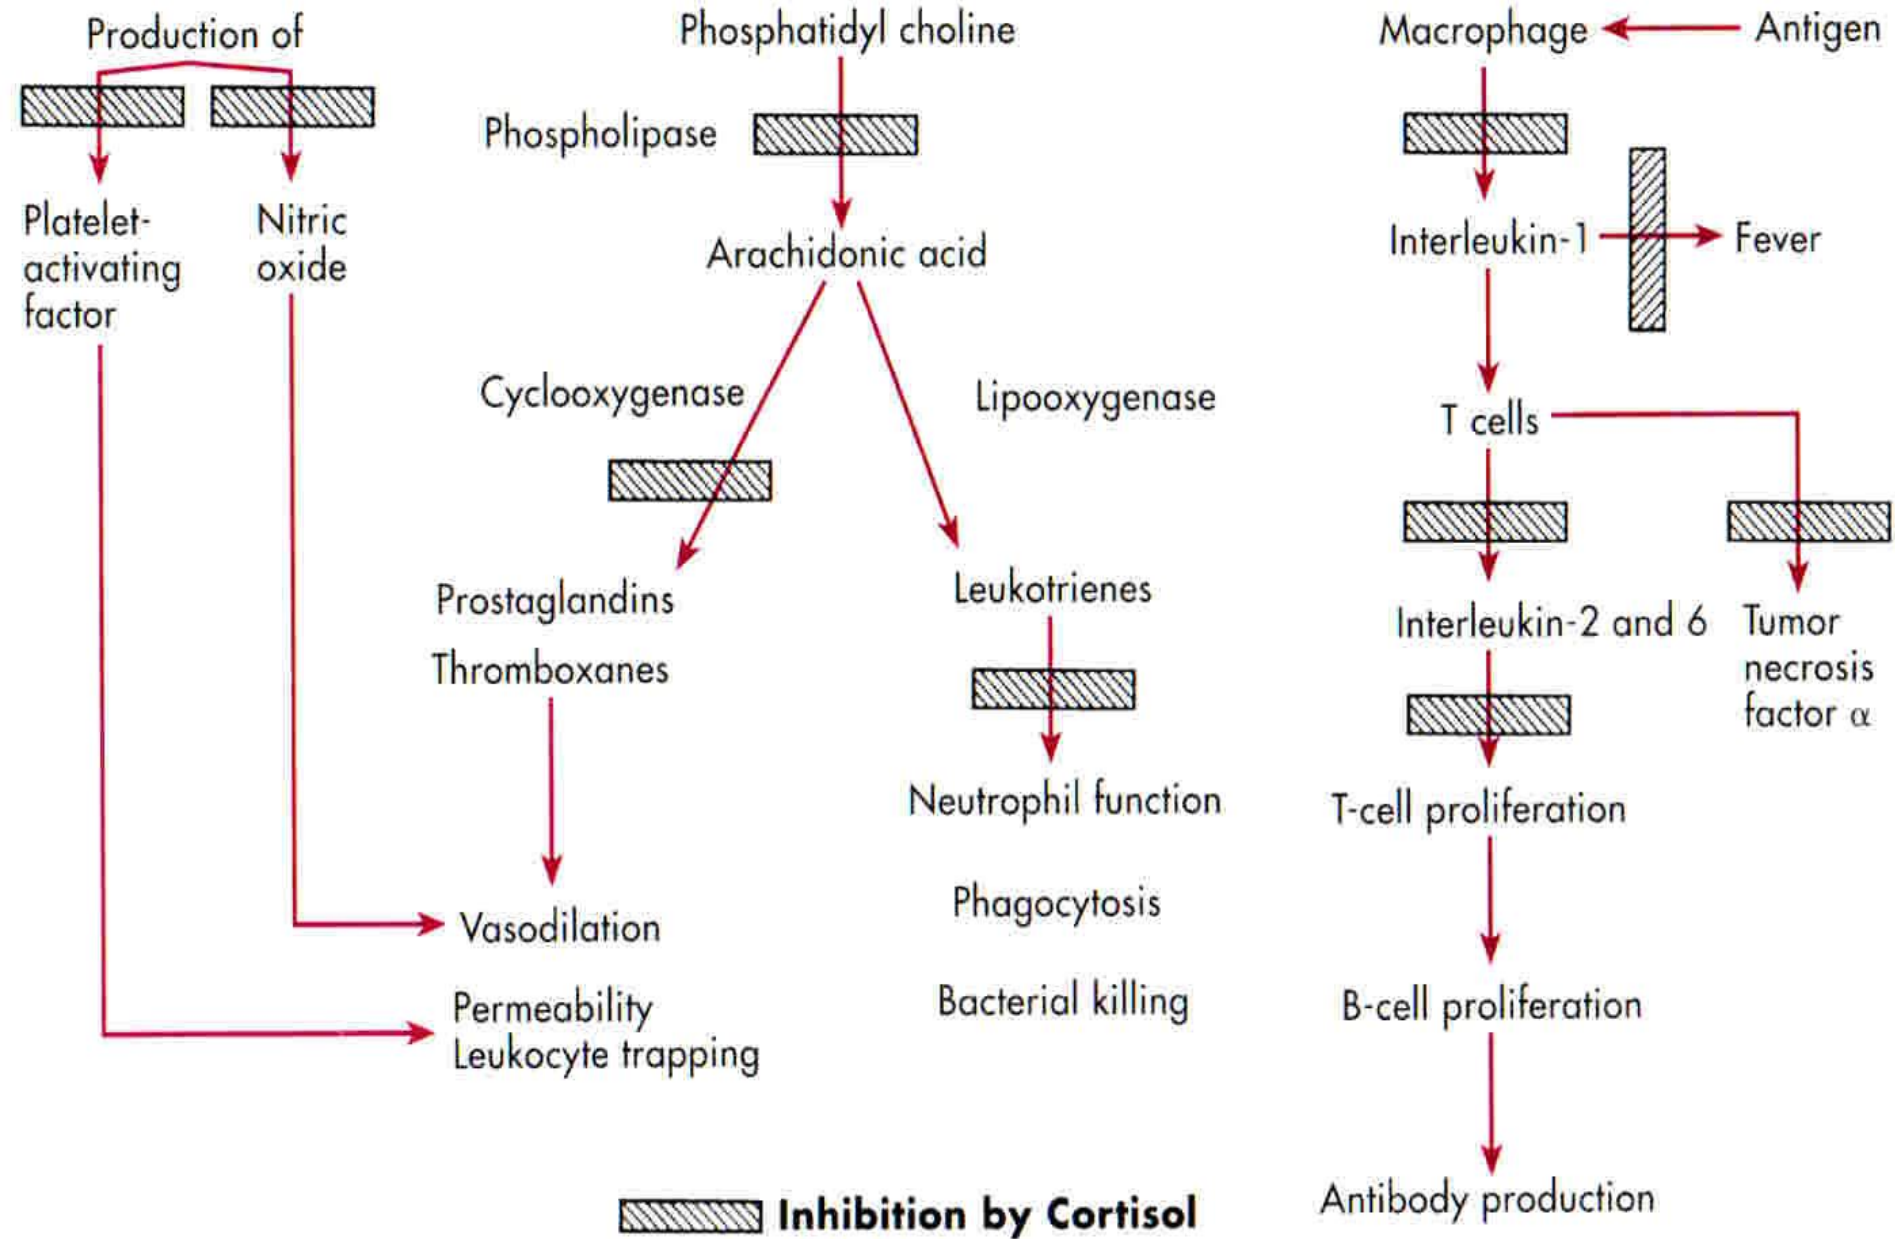 Production of
Platelet-
activating
factor
Nitric
oxide
Phosphatidyl choline
Phospholipase
Arachidonic acid
Cyclooxygenase
Lipooxygenase
Prostaglandins
Thromboxanes
Leukotrienes
Vasodilation
Permeability
Leukocyte trapping
Neutrophil function
Phagocytosis
Bacterial killing
Macrophage
Antigen
Interleukin-1
Fever
T cells
Interleukin-2 and 6
Tumor
necrosis
factor α
T-cell proliferation
B-cell proliferation
Antibody production
Inhibition by Cortisol